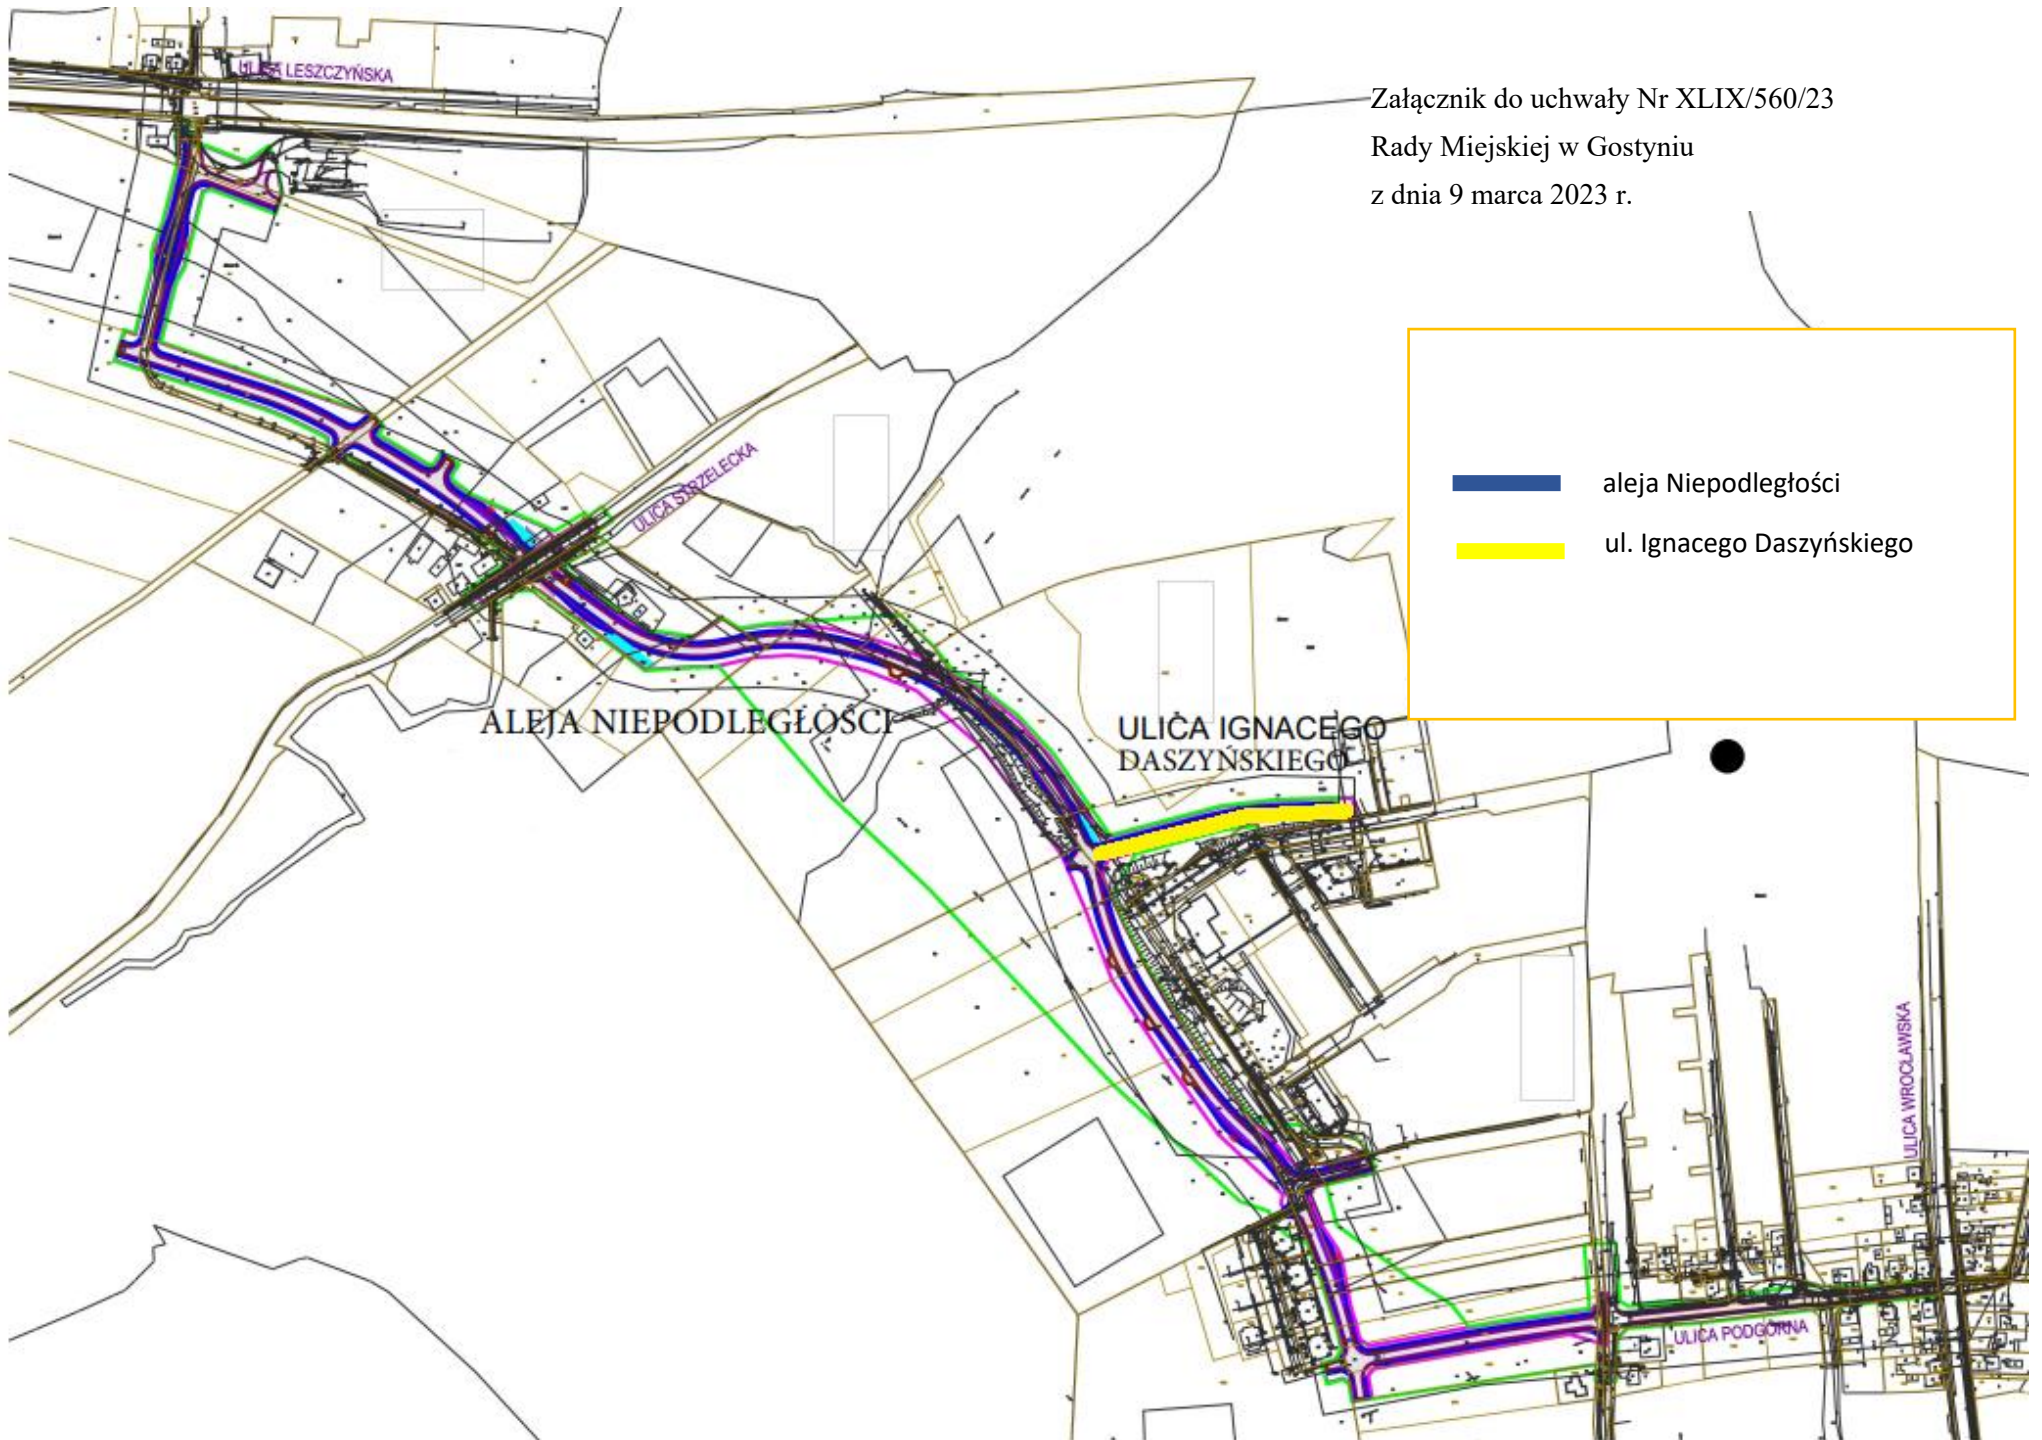 ULICA LESZCZYŃSKA
Załącznik do uchwały Nr XLIX/560/23
Rady Miejskiej w Gostyniu
z dnia 9 marca 2023 r.
aleja Niepodległości
ul. Ignacego Daszyńskiego
ULICA STRZELECKA
ALEJA NIEPODLEGŁOŚCI
ULICA IGNACEGO
DASZYŃSKIEGO
ULICA WROCŁAWSKA
ULICA PODGÓRNA